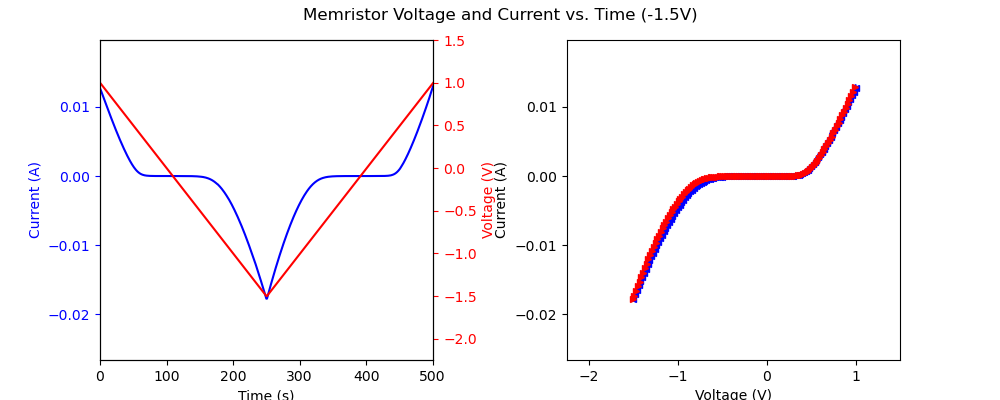 Memristor Voltage and Current vs. Time (-1.5V)
Current (A)
0.01
0.00
−0.01
−0.02
0 100 200 300 400 500
Time (s)
1.5
1.0
0.5
0.0
−0.5
−1.0
−1.5
−2.0
Voltage (V)
Current (A)
0.01
0.00
−0.01
−0.02
−2 −1 0 1
Voltage (V)